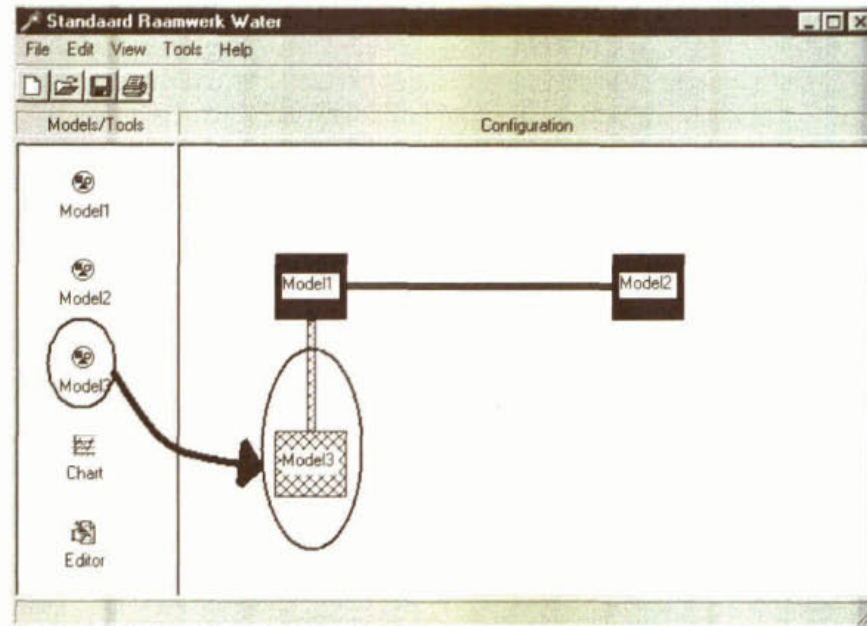 Standaard Raamwerk Water
File Edit View Tools Help
Models/Tools Configuration
Model1
Model2
Model3
Chart
Editor
Model1 Model2
Model3